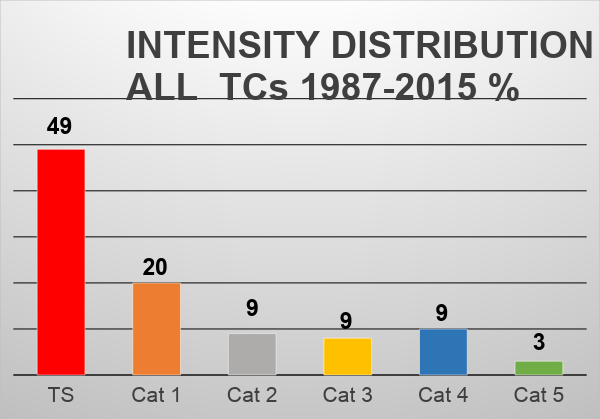 INTENSITY DISTRIBUTION
ALL  TCs 1987-2015 %
49
20
9
9
9
3
TS
Cat 1
Cat 2
Cat 3
Cat 4
Cat 5